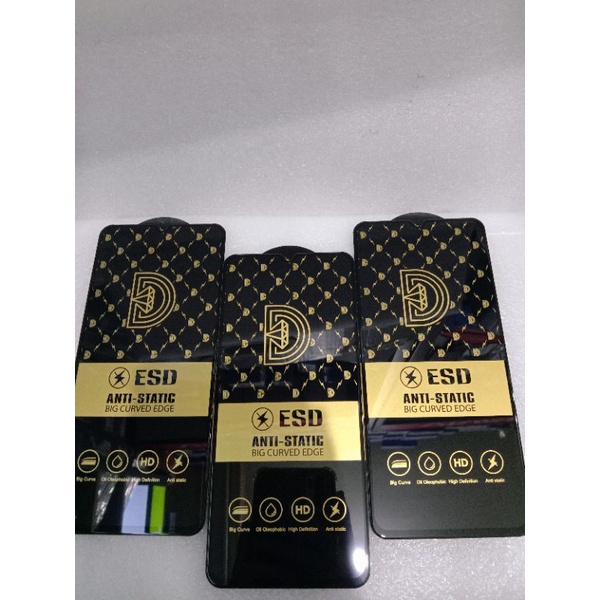 ESD
ANTI-STATIC
BIG CURVED EDGE
HD
Big Curve Oil Oleophobic High Definition Anti static
ESD
ANTI-STATIC
BIG CURVED EDGE
HD
Big Curve Oil Oleophobic High Definition Anti static
ESD
ANTI-STATIC
BIG CURVED EDGE
HD
Big Curve Oil Oleophobic High Definition Anti static